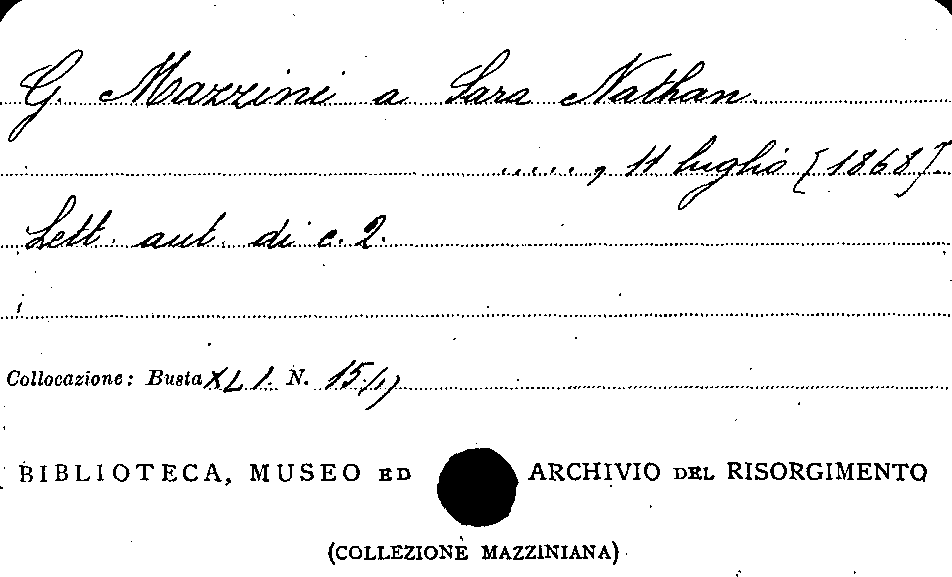 G. Mazzini a Sara Nathan.
....., 11 luglio [1868].
Lett. aut. di c. 2.
Collocazione: Busta XLI. N. 15/1)
BIBLIOTECA, MUSEO ED ARCHIVIO DEL RISORGIMENTO
(COLLEZIONE MAZZINIANA)